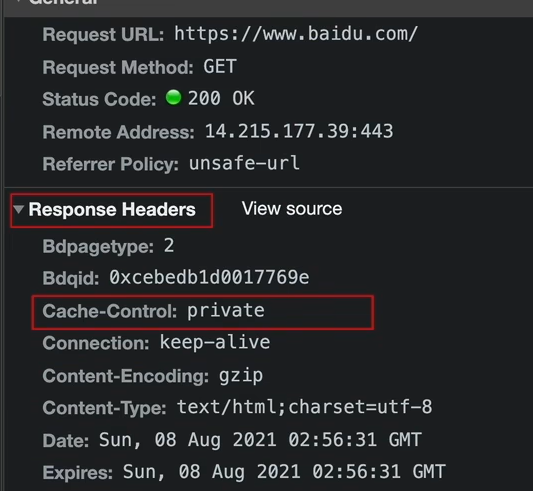 General
Request URL: https://www.baidu.com/
Request Method: GET
Status Code: 200 OK
Remote Address: 14.215.177.39:443
Referrer Policy: unsafe-url
Response Headers View source
Bdpagetype: 2
Bdqid: 0xcebedb1d0017769e
Cache-Control: private
Connection: keep-alive
Content-Encoding: gzip
Content-Type: text/html;charset=utf-8
Date: Sun, 08 Aug 2021 02:56:31 GMT
Expires: Sun, 08 Aug 2021 02:56:31 GMT